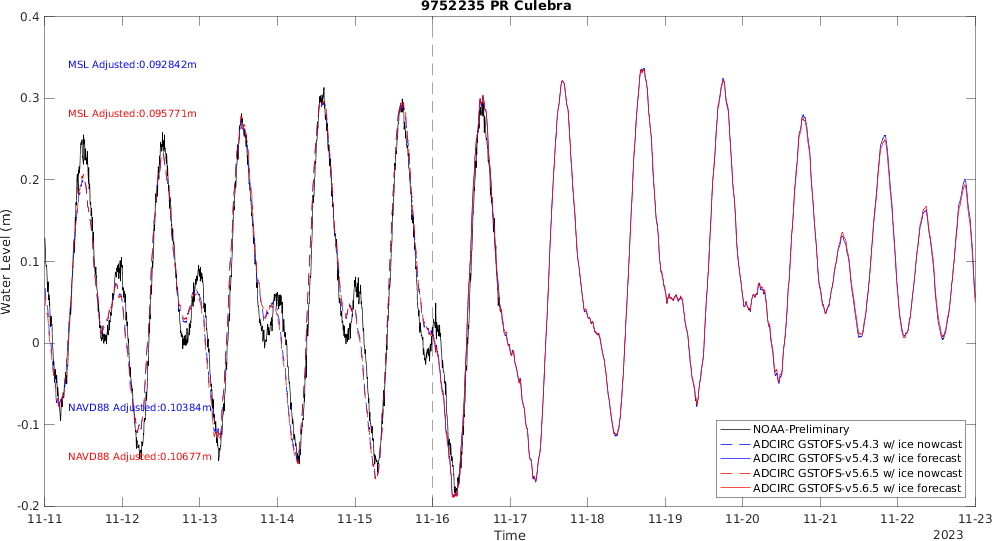 9752235 PR Culebra
0.4
0.3
0.2
0.1
0
-0.1
-0.2
Water Level (m)
MSL Adjusted:0.092842m
MSL Adjusted:0.095771m
NAVD88 Adjusted:0.10384m
NAVD88 Adjusted:0.10677m
NOAA-Preliminary
ADCIRC GSTOFS-v5.4.3 w/ ice nowcast
ADCIRC GSTOFS-v5.4.3 w/ ice forecast
ADCIRC GSTOFS-v5.6.5 w/ ice nowcast
ADCIRC GSTOFS-v5.6.5 w/ ice forecast
11-11 11-12 11-13 11-14 11-15 11-16 11-17 11-18 11-19 11-20 11-21 11-22 11-23
Time
2023